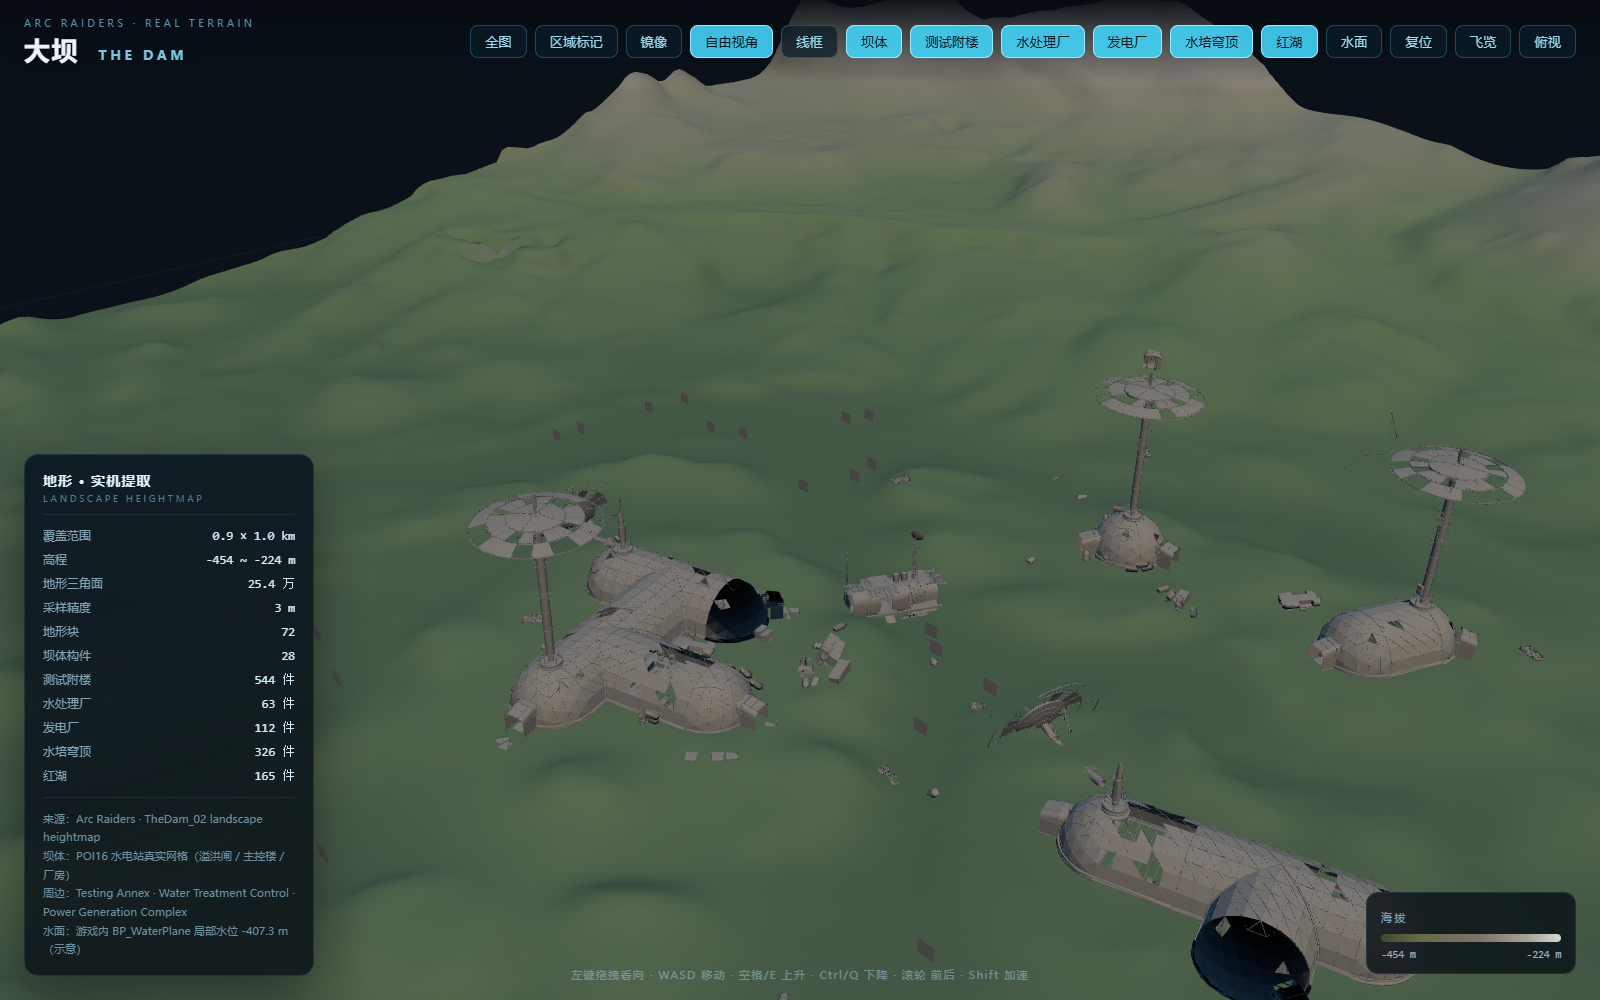 ARC RAIDERS · REAL TERRAIN
大坝 THE DAM
全图 区域标记 镜像 自由视角 线框 坝体 测试附楼 水处理厂 发电厂 水培穹顶 红湖 水面 复位 飞览 俯视
地形 • 实机提取
LANDSCAPE HEIGHTMAP
覆盖范围 0.9 × 1.0 km
高程 -454 ~ -224 m
地形三角面 25.4 万
采样精度 3 m
地形块 72
坝体构件 28
测试附楼 544 件
水处理厂 63 件
发电厂 112 件
水培穹顶 326 件
红湖 165 件
来源：Arc Raiders · TheDam_02 landscape
heightmap
坝体：POI16 水电站真实网格（溢洪闸 / 主控楼 /
厂房）
周边：Testing Annex · Water Treatment Control ·
Power Generation Complex
水面：游戏内 BP_WaterPlane 局部水位 -407.3 m
（示意）
海拔
-454 m -224 m
左键拖拽看向 · WASD 移动 · 空格/E 上升 · Ctrl/Q 下降 · 滚轮 前后 · Shift 加速